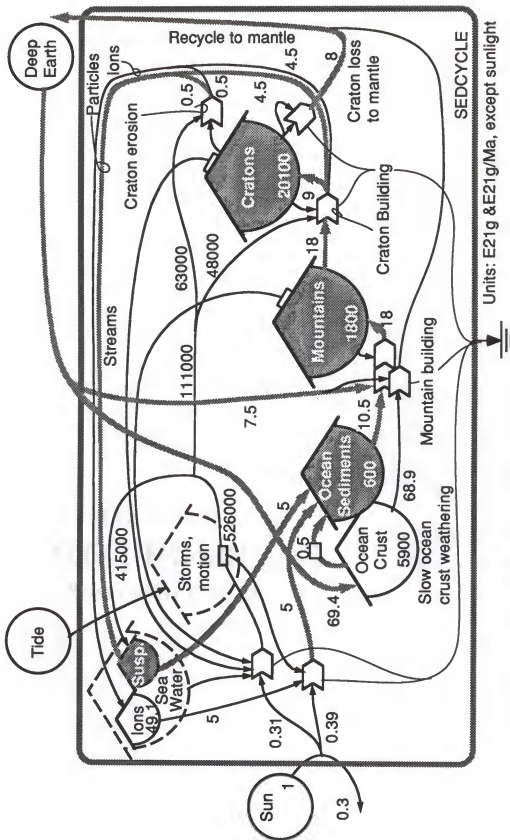 Deep
Earth
Tide
Sun
1
Recycle to mantle
Particles
Ions
Streams
0.5
0.5
4.5
4.5
8
Craton erosion
Craton loss
to mantle
Cratons
20100
9
Craton Building
18
63000
48000
111000
Mountains
1800
18
Mountain building
7.5
10.5
68.9
415000
526000
Storms,
motion
Ocean
Sediments
600
5
0.5
Ocean
Crust
5900
69.4
5
Slow ocean
crust weathering
Susp.
Ions
49.1
Sea
Water
5
0.31
0.39
0.3
SEDCYCLE
Units: E21g &E21g/Ma, except sunlight